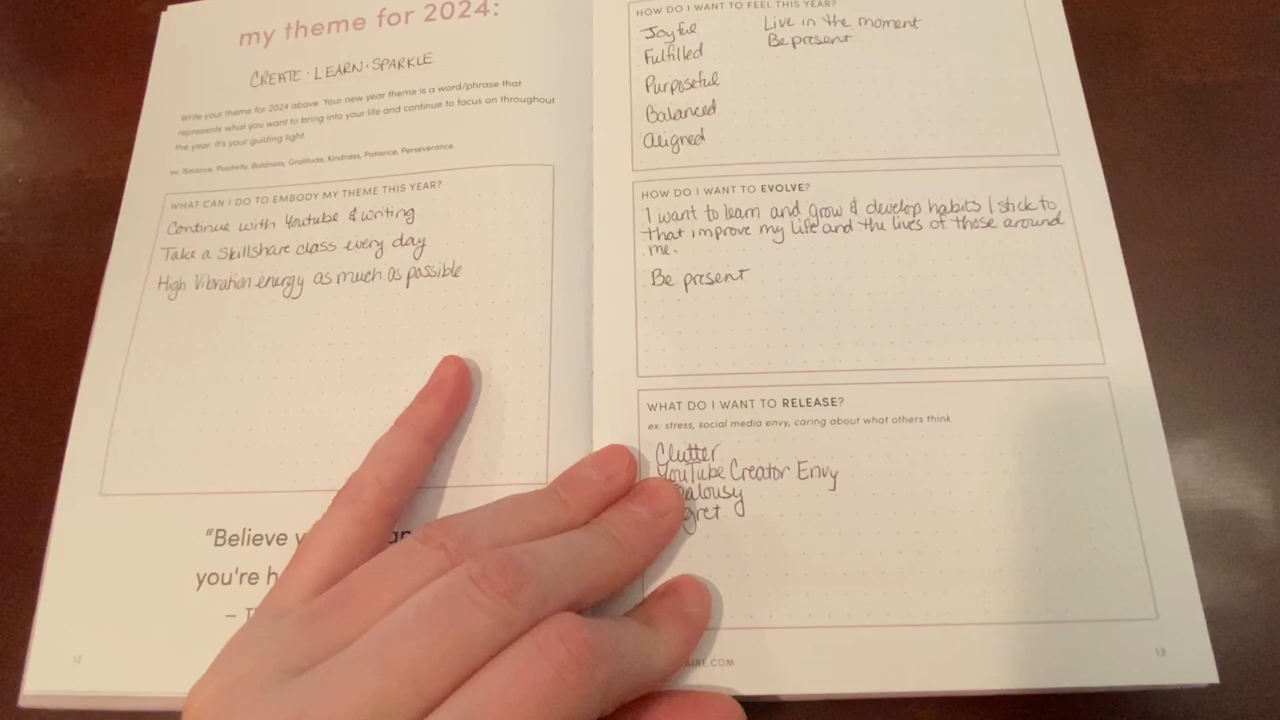 my theme for 2024:
CREATE · LEARN · SPARKLE
Write your theme for 2024 above. Your new year theme is a word/phrase that
represents what you want to bring into your life and continue to focus on throughout
the year. It's your guiding light.
ex: Balance, Positivity, Boldness, Gratitude, Kindness, Patience, Perseverance.
WHAT CAN I DO TO EMBODY MY THEME THIS YEAR?
Continue with Youtube & writing
Take a Skillshare class every day
High Vibration energy as much as possible
"Believe
you're
12
HOW DO I WANT TO FEEL THIS YEAR?
Joyful
Fulfilled
Purposeful
Balanced
Aligned
Live in the moment
Be present
HOW DO I WANT TO EVOLVE?
I want to learn and grow & develop habits I stick to
that improve my life and the lives of those around
me.
Be present
WHAT DO I WANT TO RELEASE?
ex: stress, social media envy, caring about what others think
Clutter
YouTube Creator Envy
alousy
gret
AIRE.COM
13